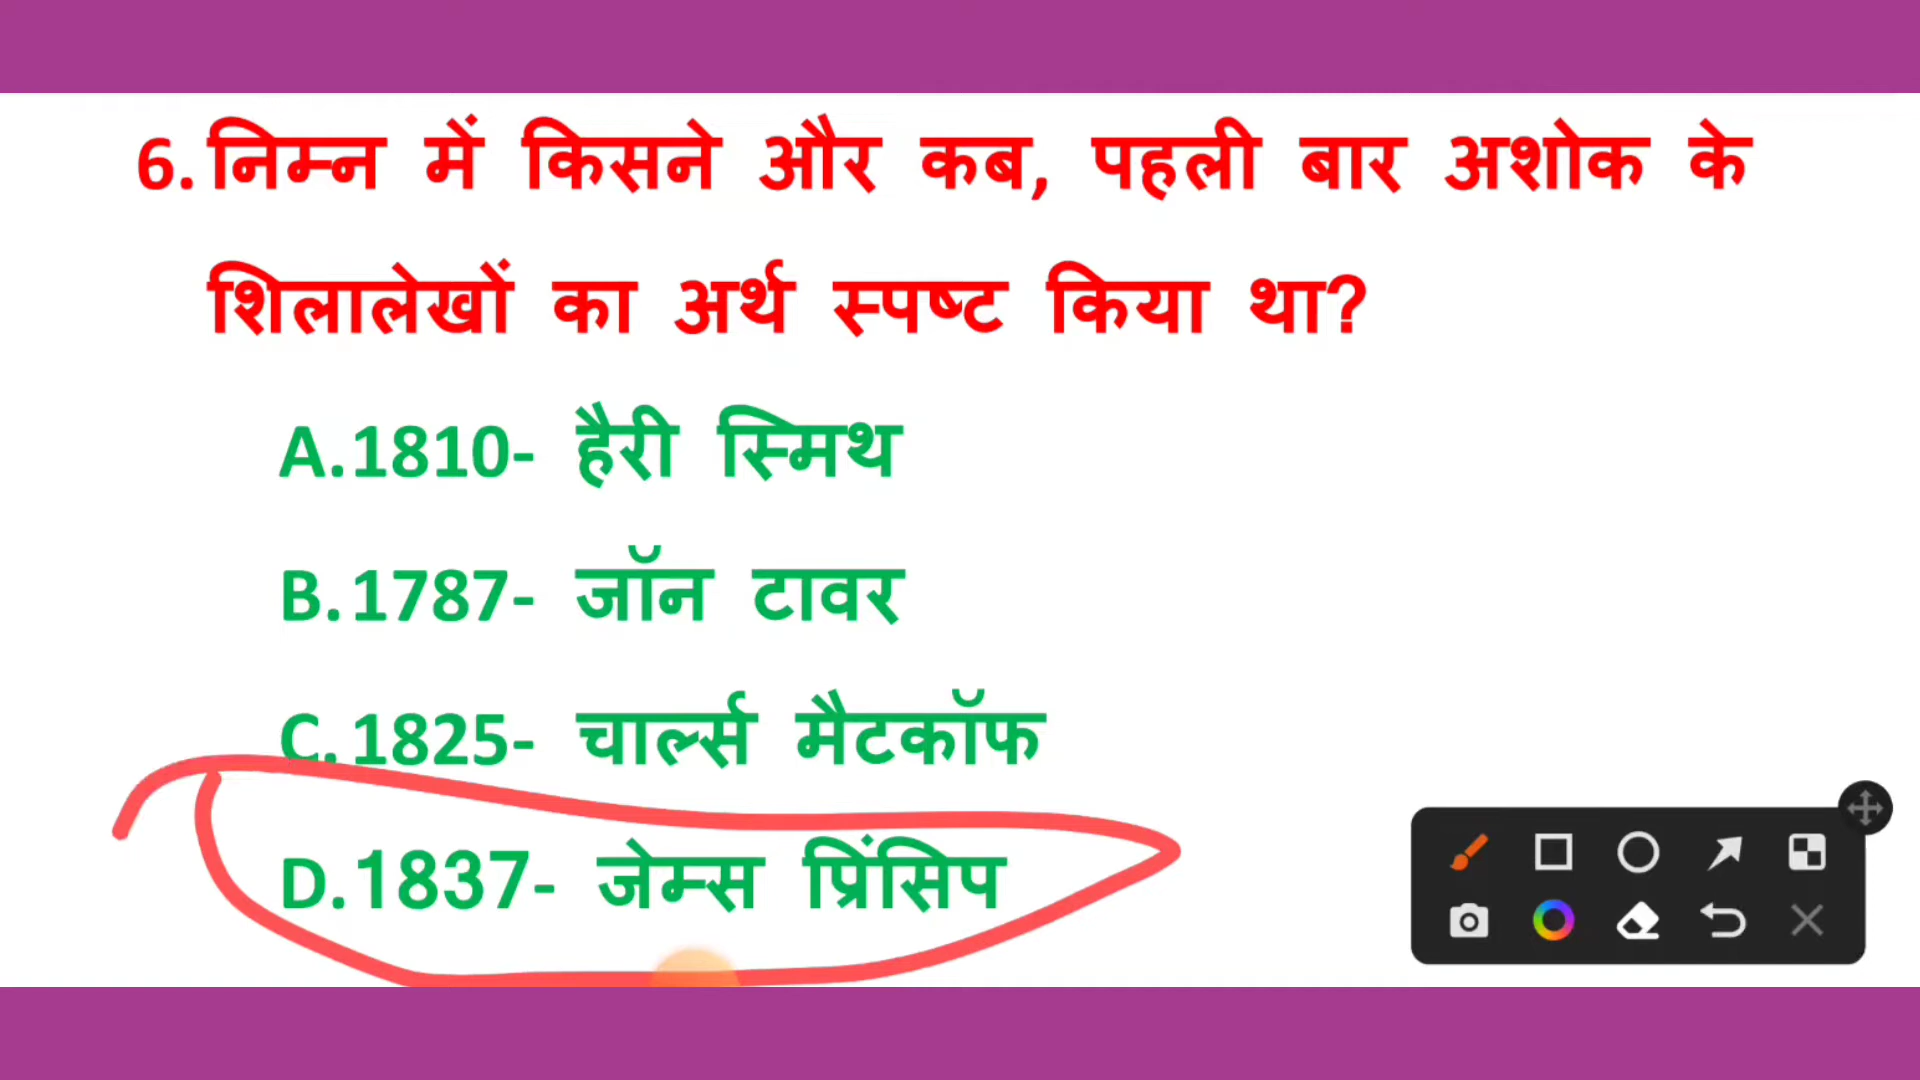 6. निम्न में किसने और कब, पहली बार अशोक के
शिलालेखों का अर्थ स्पष्ट किया था?
A. 1810- हैरी स्मिथ
B. 1787- जॉन टावर
C. 1825- चार्ल्स मैटकॉफ
D. 1837- जेम्स प्रिंसिप